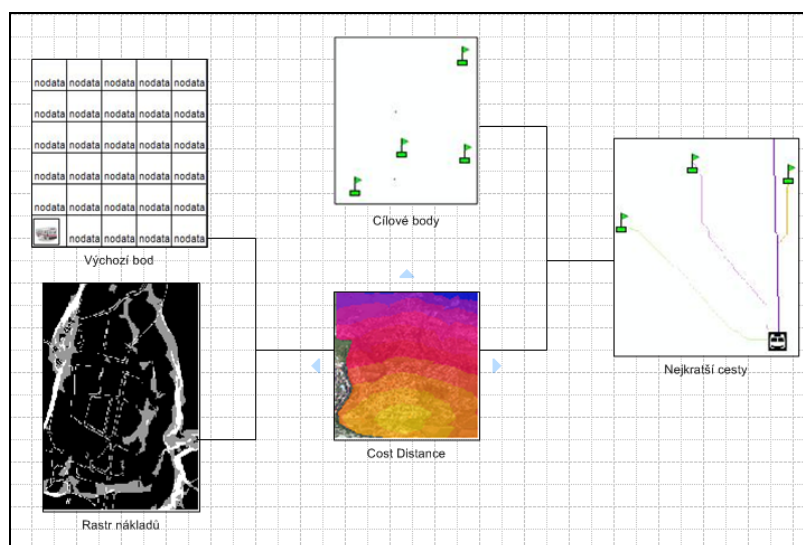 nodata nodata nodata nodata nodata
nodata nodata nodata nodata nodata
nodata nodata nodata nodata nodata
nodata nodata nodata nodata nodata
nodata nodata nodata nodata nodata
nodata nodata nodata nodata
Výchozí bod
Cílové body
Nejkratší cesty
Cost Distance
Rastr nákladů